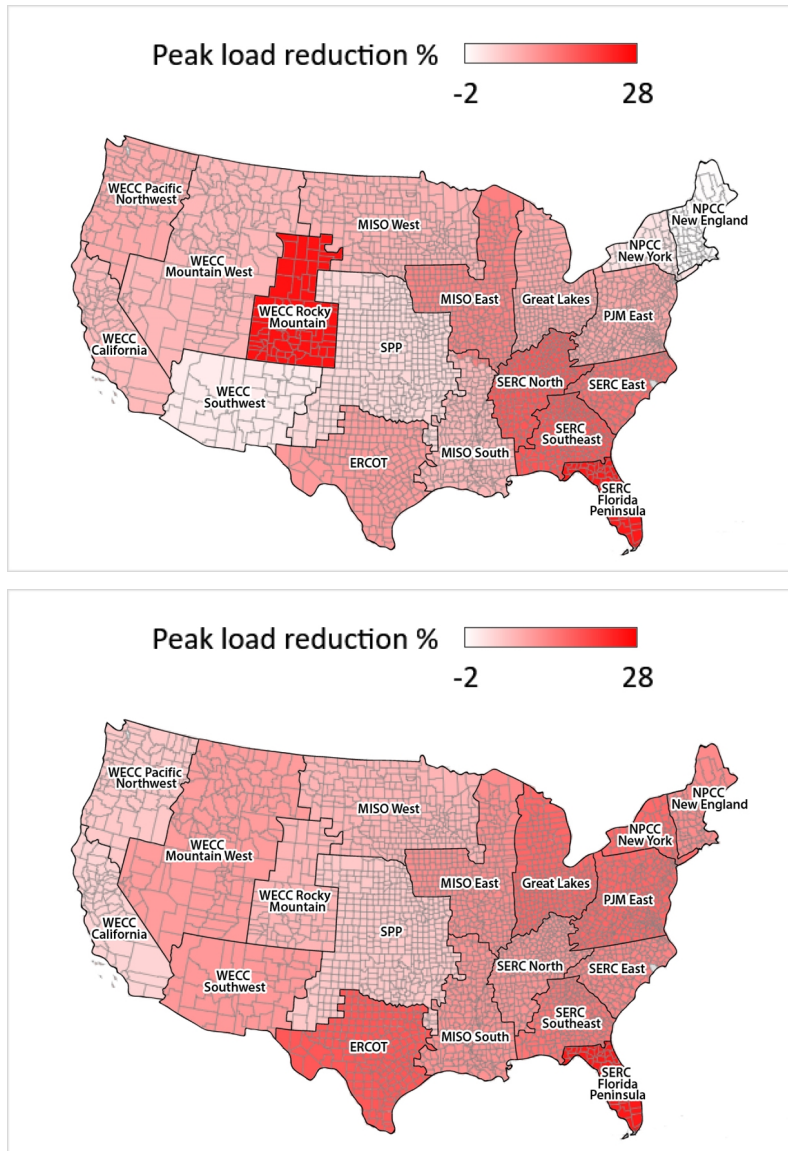 Peak load reduction %
-2 28
WECC Pacific
Northwest
MISO West
NPCC
New England
NPCC
New York
WECC
Mountain West
MISO East
Great Lakes
WECC Rocky
Mountain
PJM East
WECC
California
SPP
SERC North
SERC East
WECC
Southwest
SERC
Southeast
MISO South
ERCOT
SERC
Florida
Peninsula
Peak load reduction %
-2 28
WECC Pacific
Northwest
MISO West
NPCC
New England
NPCC
New York
WECC
Mountain West
MISO East
Great Lakes
WECC Rocky
Mountain
PJM East
WECC
California
SPP
SERC North
SERC East
WECC
Southwest
SERC
Southeast
MISO South
ERCOT
SERC
Florida
Peninsula